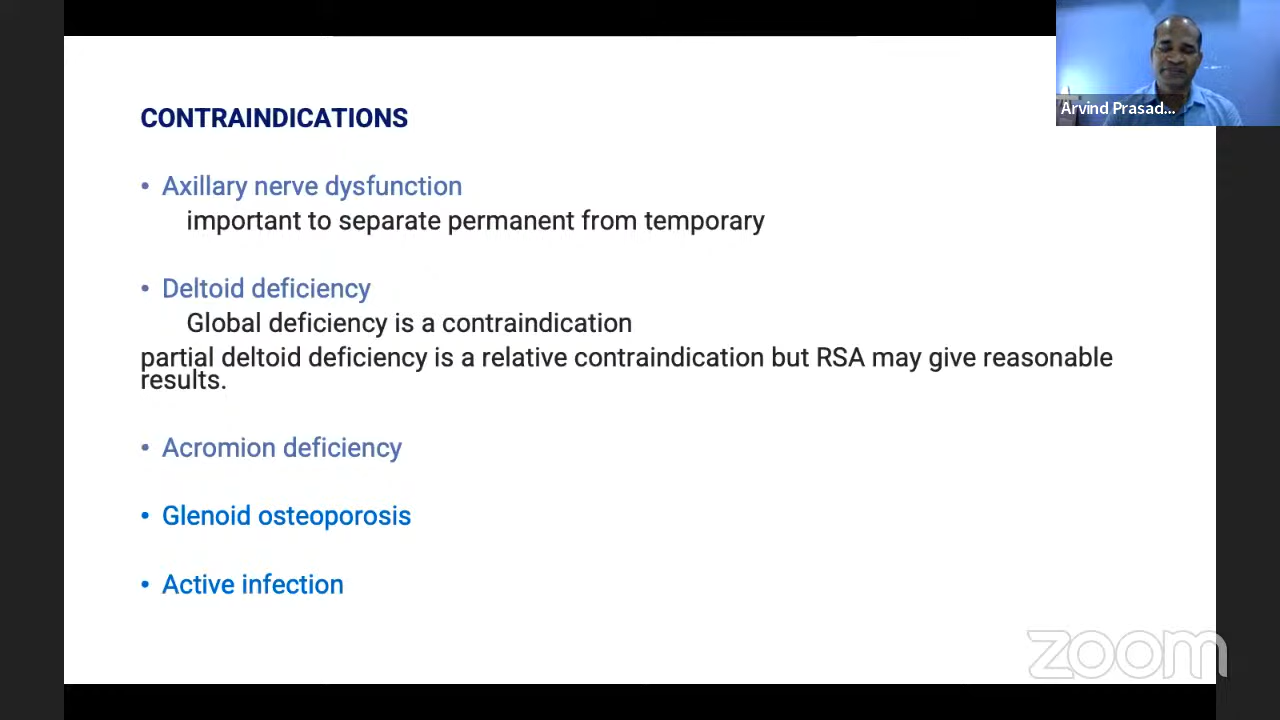 CONTRAINDICATIONS
Arvind Prasad...
• Axillary nerve dysfunction
important to separate permanent from temporary
• Deltoid deficiency
Global deficiency is a contraindication
partial deltoid deficiency is a relative contraindication but RSA may give reasonable
results.
• Acromion deficiency
• Glenoid osteoporosis
• Active infection
zoom